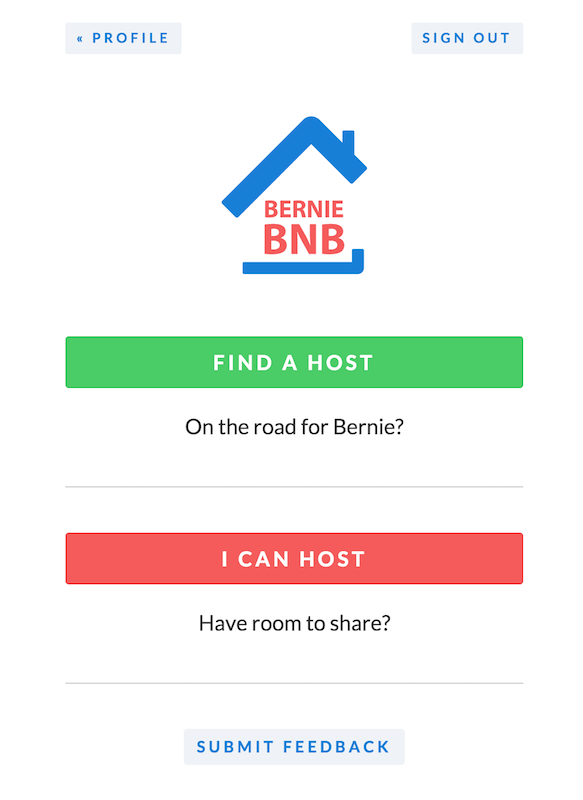 « PROFILE
SIGN OUT
BERNIE
BNB
FIND A HOST
On the road for Bernie?
I CAN HOST
Have room to share?
SUBMIT FEEDBACK